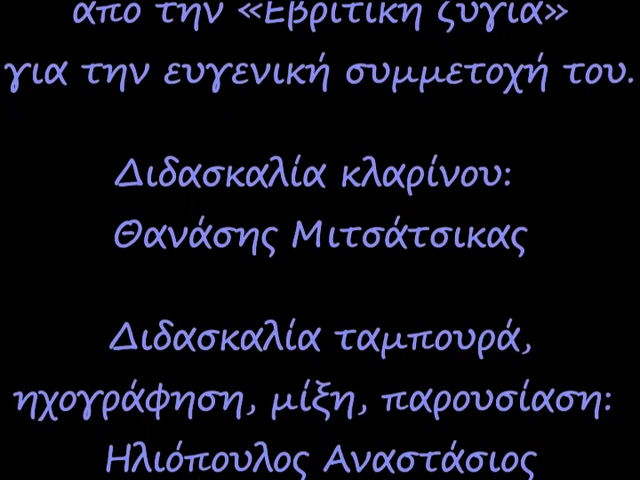 από την «Εβρίτικη ζυγιά»
για την ευγενική συμμετοχή του.
Διδασκαλία κλαρίνου:
Θανάσης Μιτσάτσικας
Διδασκαλία ταμπουρά,
ηχογράφηση, μίξη, παρουσίαση:
Ηλιόπουλος Αναστάσιος